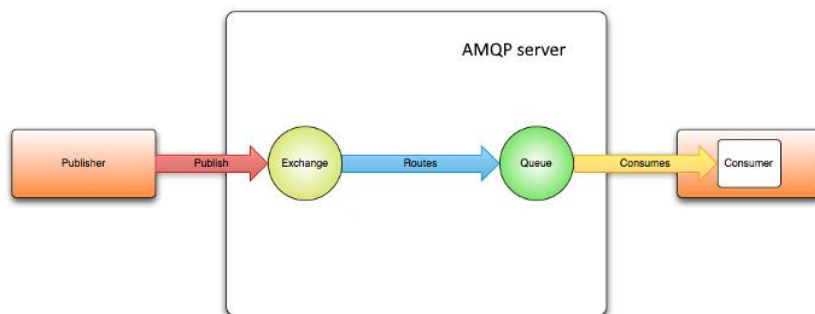 AMQP server
Publisher
Publish
Exchange
Routes
Queue
Consumes
Consumer